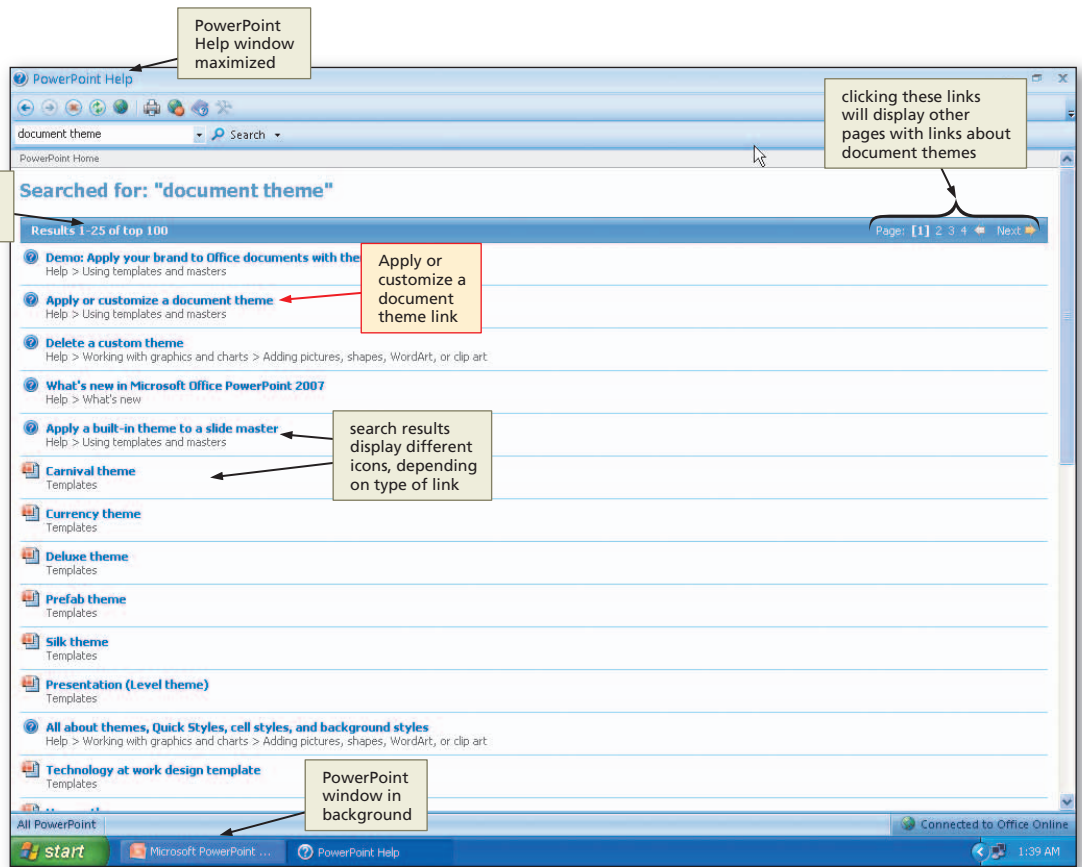 PowerPoint
Help window
maximized
PowerPoint Help
clicking these links
will display other
pages with links about
document themes
document theme
Search
PowerPoint Home
Searched for: "document theme"
Results 1-25 of top 100
Page: [1] 2 3 4 Next
Demo: Apply your brand to Office documents with the
Help > Using templates and masters
Apply or
customize a
document
theme link
Apply or customize a document theme
Help > Using templates and masters
Delete a custom theme
Help > Working with graphics and charts > Adding pictures, shapes, WordArt, or clip art
What's new in Microsoft Office PowerPoint 2007
Help > What's new
Apply a built-in theme to a slide master
Help > Using templates and masters
search results
display different
icons, depending
on type of link
Carnival theme
Templates
Currency theme
Templates
Deluxe theme
Templates
Prefab theme
Templates
Silk theme
Templates
Presentation (Level theme)
Templates
All about themes, Quick Styles, cell styles, and background styles
Help > Working with graphics and charts > Adding pictures, shapes, WordArt, or clip art
Technology at work design template
Templates
PowerPoint
window in
background
All PowerPoint
Connected to Office Online
start
Microsoft PowerPoint ...
PowerPoint Help
1:39 AM